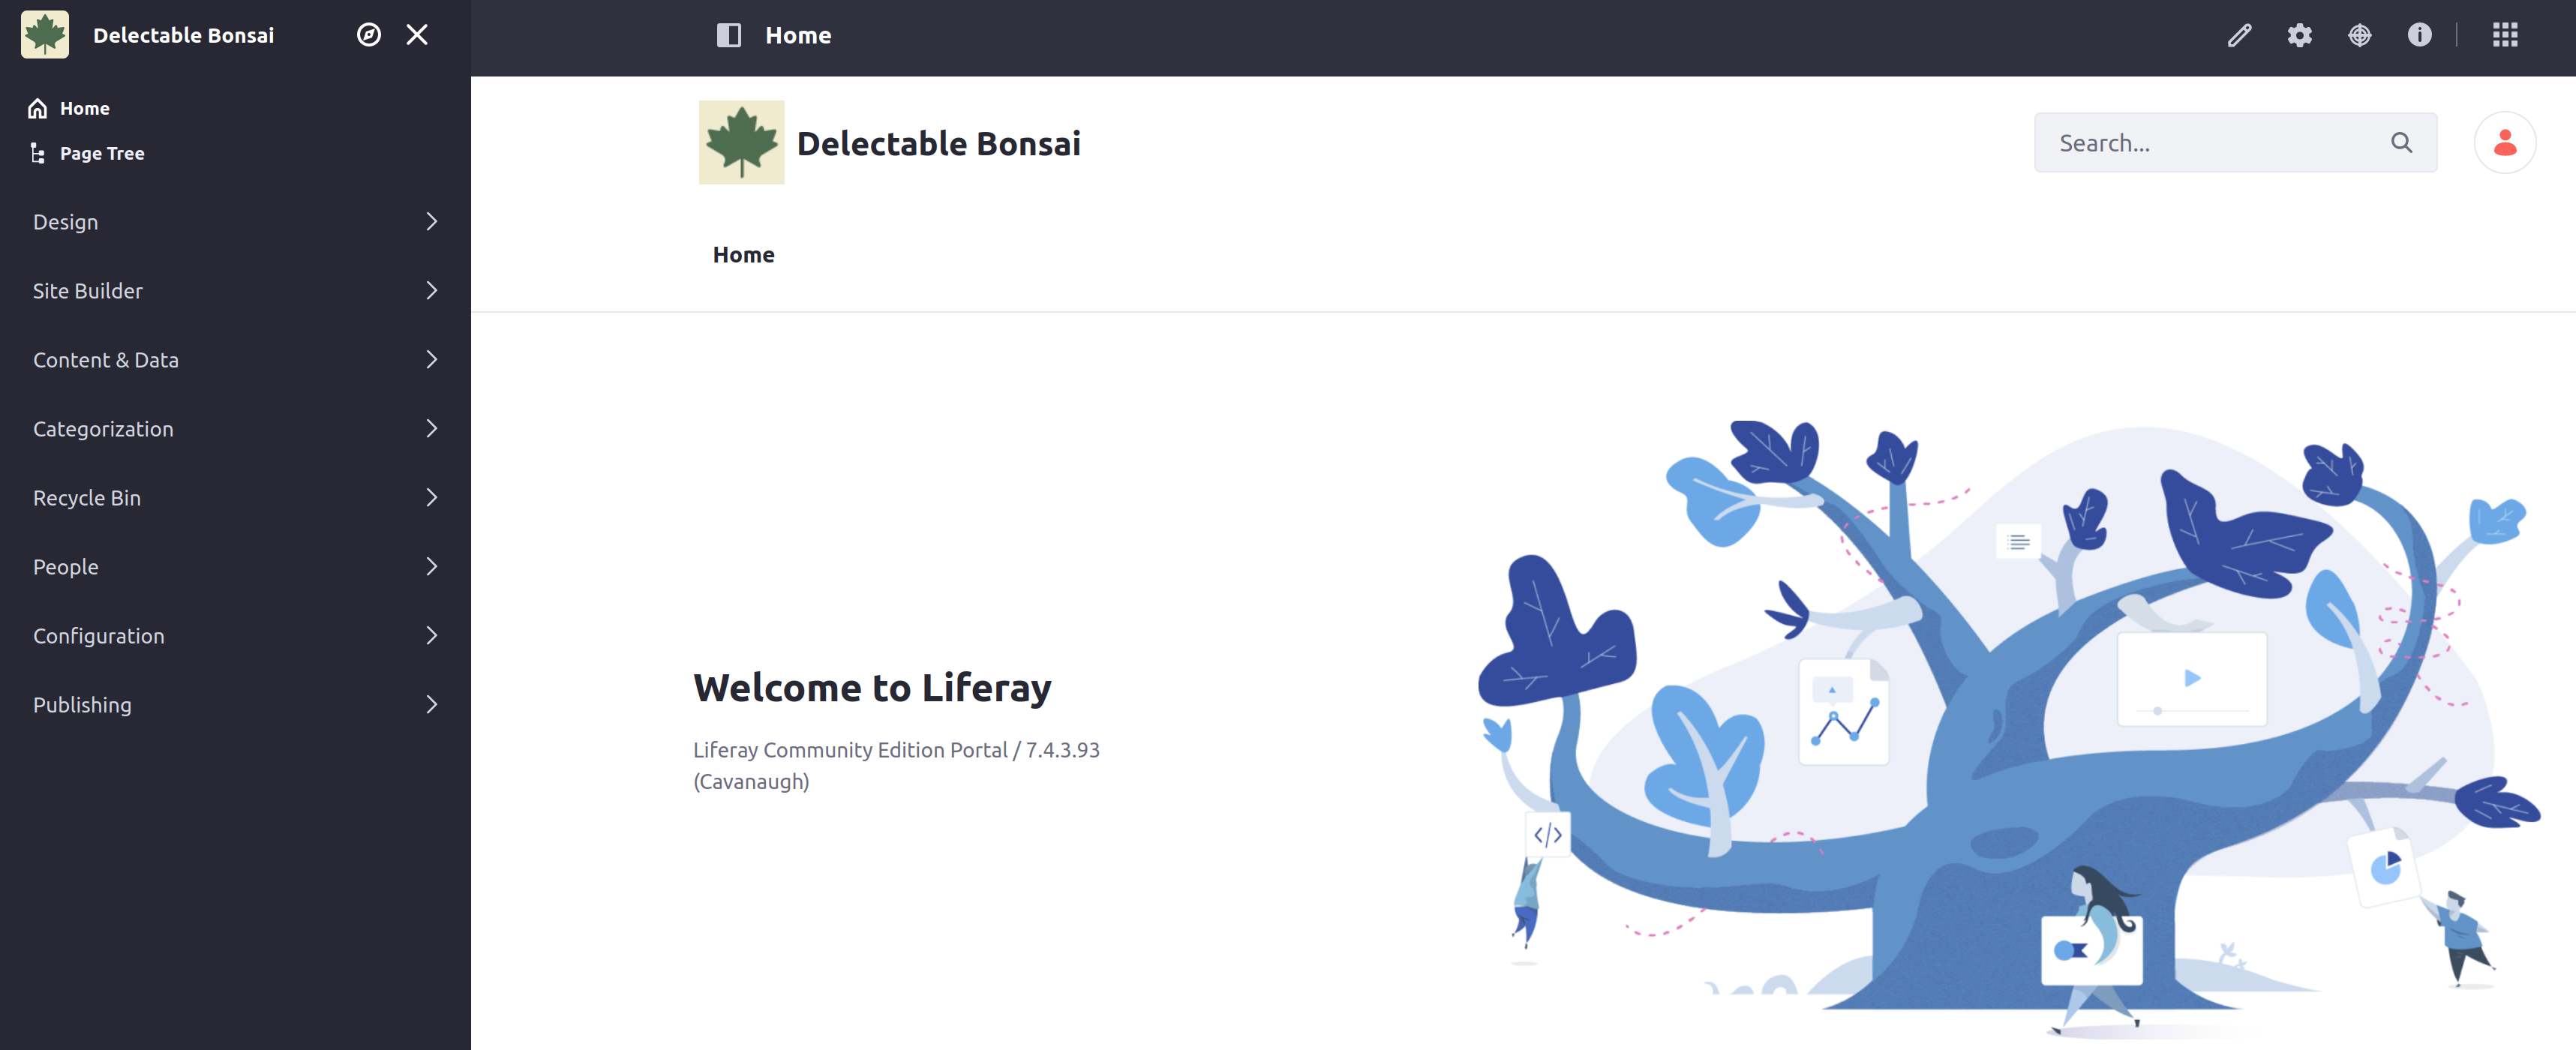 Delectable Bonsai
Home
Page Tree
Design
Site Builder
Content & Data
Categorization
Recycle Bin
People
Configuration
Publishing
Home
Delectable Bonsai
Search...
Home
Welcome to Liferay
Liferay Community Edition Portal / 7.4.3.93
(Cavanaugh)